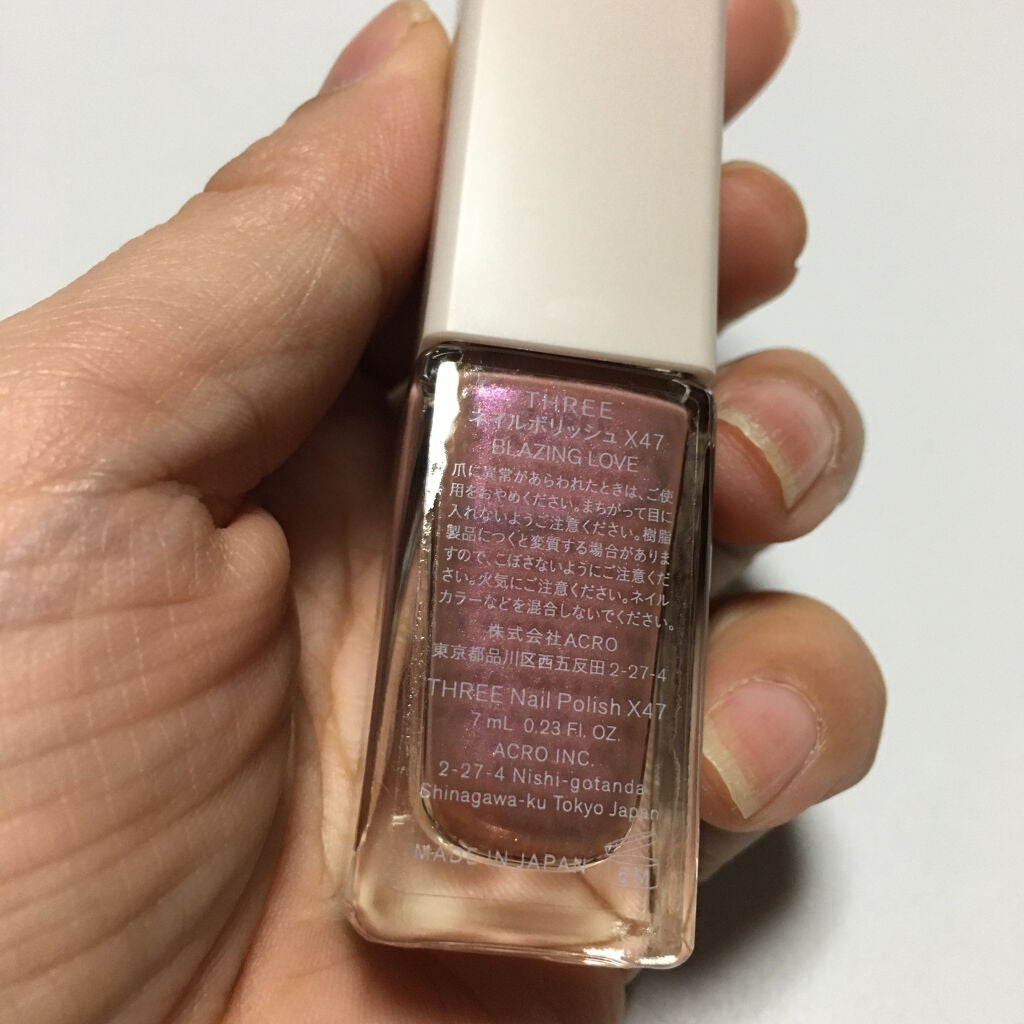 THREE
ネイルポリッシュ X47
BLAZING LOVE
爪に異常があらわれたときは、ご使
用をおやめください。まちがって目に
入れないようご注意ください。樹脂
製品につくと変質する場合がありま
すので、こぼさないようにご注意くだ
さい。火気にご注意ください。ネイル
カラーなどを混合しないでください。
株式会社ACRO
東京都品川区西五反田2-27-4
THREE Nail Polish X47
7 mL 0.23 Fl. OZ.
ACRO INC.
2-27-4 Nishi-gotanda
Shinagawa-ku Tokyo Japan
MADE IN JAPAN